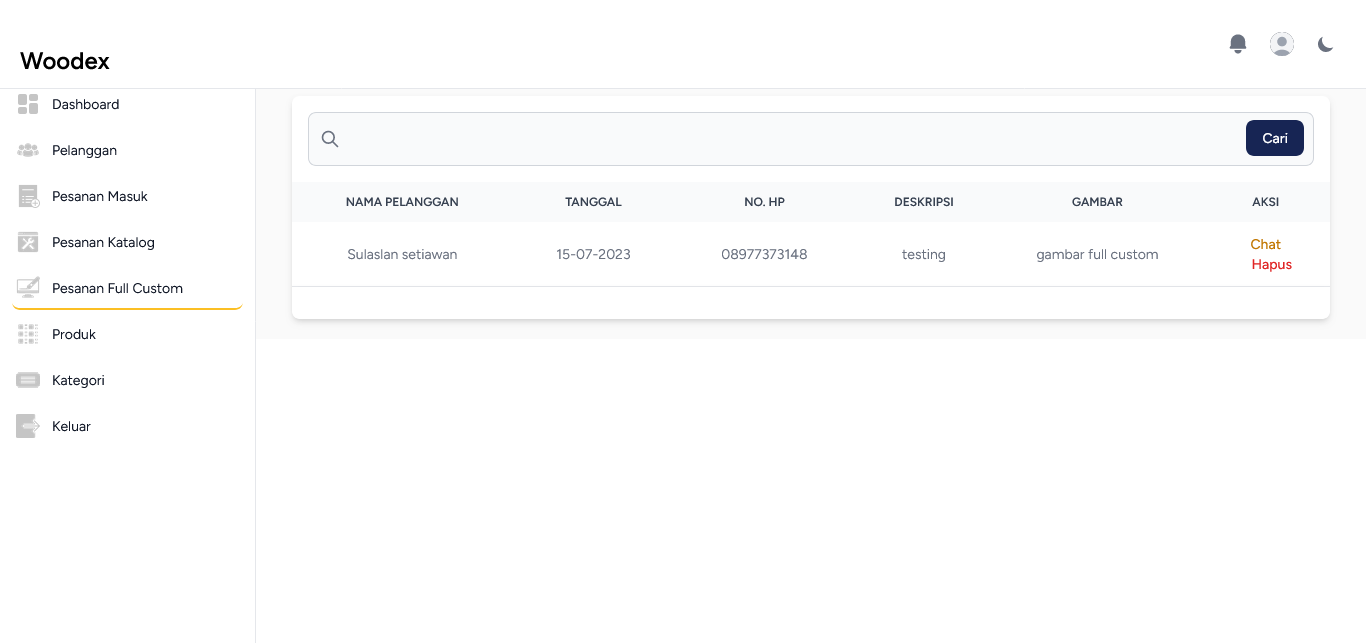 Woodex
Dashboard
Pelanggan
Pesanan Masuk
Pesanan Katalog
Pesanan Full Custom
Produk
Kategori
Keluar
Cari
NAMA PELANGGAN TANGGAL NO. HP DESKRIPSI GAMBAR AKSI
Sulaslan setiawan 15-07-2023 08977373148 testing gambar full custom Chat
Hapus